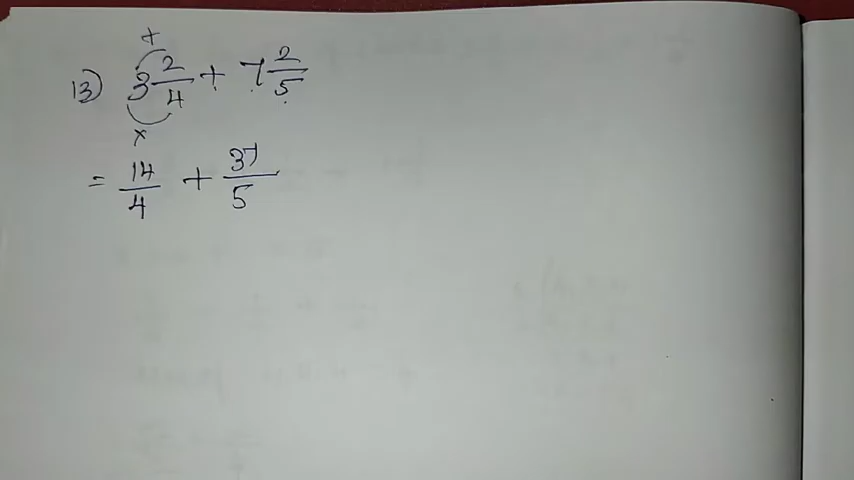 +
13) 3 2/4 + 7 2/5
×
= 14/4 + 37/5